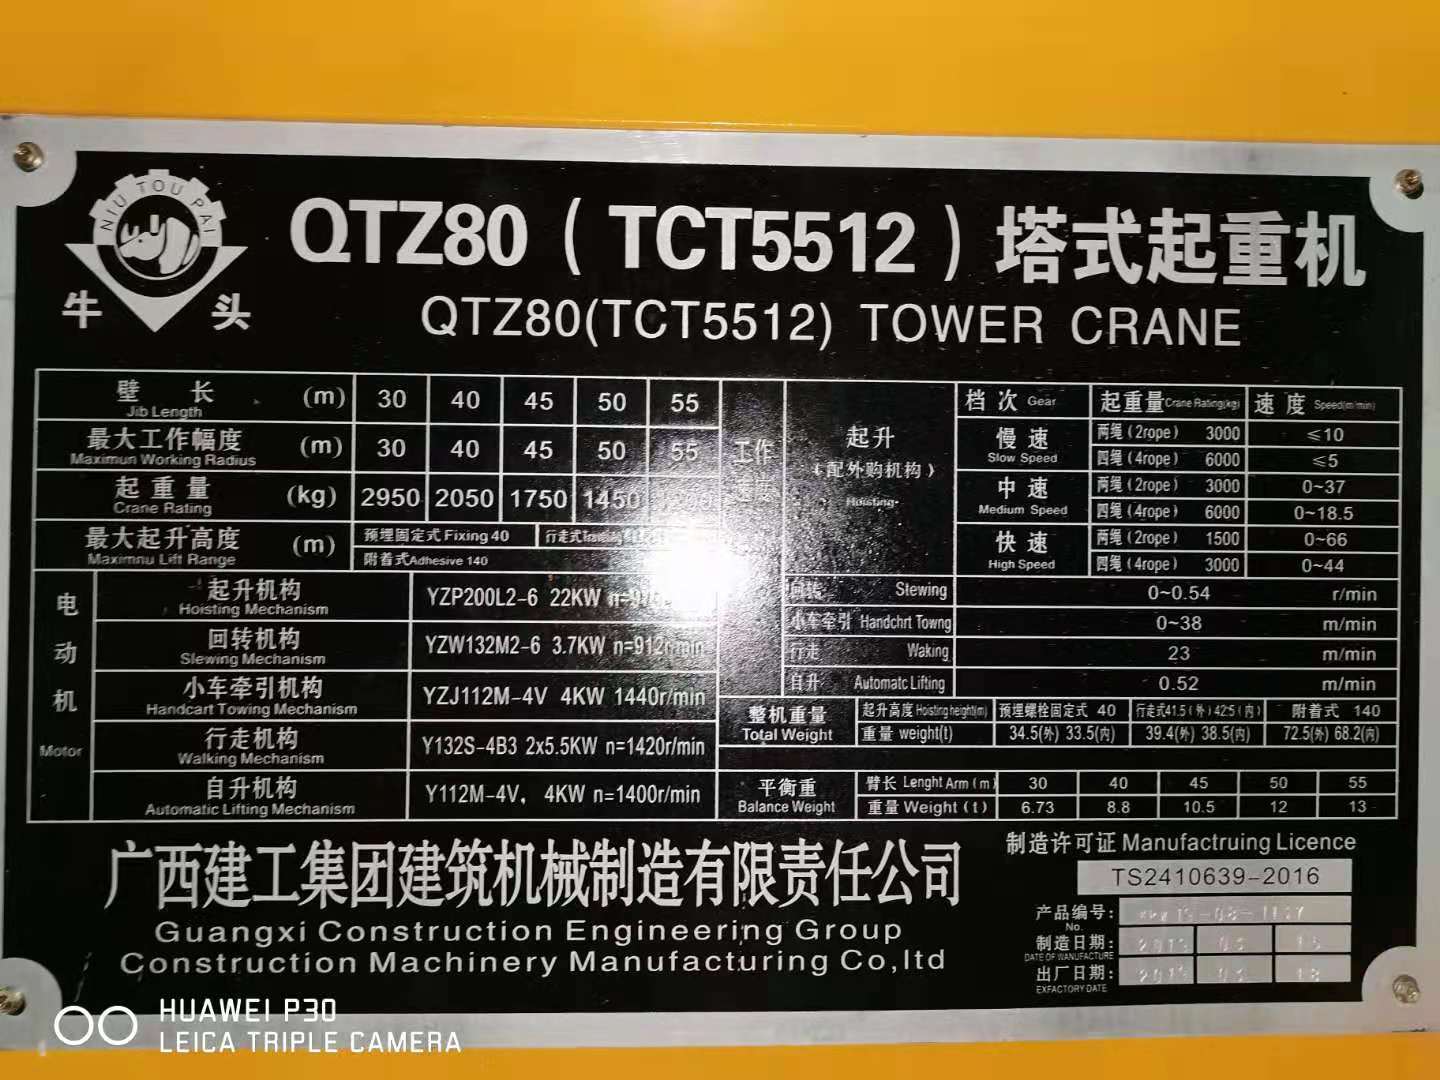 NIU TOU PAI
牛 头
QTZ80（TCT5512）塔式起重机
QTZ80(TCT5512) TOWER CRANE
壁 长 (m) 30 40 45 50 55
Jib Length
最大工作幅度 (m) 30 40 45 50 55
Maximun Working Radius
起重量 (kg) 2950 2050 1750 1450
Crane Rating
最大起升高度 (m) 预埋固定式Fixing 40 行走式
Maximnu Lift Range 附着式Adhesive 140
电动机 Motor
起升机构 YZP200L2-6 22KW
Hoisting Mechanism
回转机构 YZW132M2-6 3.7KW n=912r/min
Slewing Mechanism
小车牵引机构 YZJ112M-4V 4KW 1440r/min
Handcart Towing Mechanism
行走机构 Y132S-4B3 2x5.5KW n=1420r/min
Walking Mechanism
自升机构 Y112M-4V, 4KW n=1400r/min
Automatic Lifting Mechanism
工作
起升
（配外购机构）
Hoisting
档次 Gear 起重量 Crane Rating(kg) 速度 Speed(m/min)
慢速 两绳(2rope) 3000 ≤10
Slow Speed 四绳(4rope) 6000 ≤5
中速 两绳(2rope) 3000 0~37
Medium Speed 四绳(4rope) 6000 0~18.5
快速 两绳(2rope) 1500 0~66
High Speed 四绳(4rope) 3000 0~44
回转 Slewing 0~0.54 r/min
小车牵引 Handchrt Towng 0~38 m/min
行走 Waking 23 m/min
自升 Automatc Lifting 0.52 m/min
整机重量 起升高度 Hoisting height(m) 预埋螺栓固定式 40 行走式41.5(外)42.5(内) 附着式 140
Total Weight 重量 weight(t) 34.5(外) 33.5(内) 39.4(外) 38.5(内) 72.5(外) 68.2(内)
平衡重 臂长 Lenght Arm (m) 30 40 45 50 55
Balance Weight 重量 Weight (t) 6.73 8.8 10.5 12 13
广西建工集团建筑机械制造有限责任公司
Guangxi Construction Engineering Group
Construction Machinery Manufacturing Co,ltd
制造许可证 Manufactruing Licence
TS2410639-2016
产品编号:
No.
制造日期:
DATE OF WANUFACTURE
出厂日期:
EXFACTORY DATE
HUAWEI P30
LEICA TRIPLE CAMERA